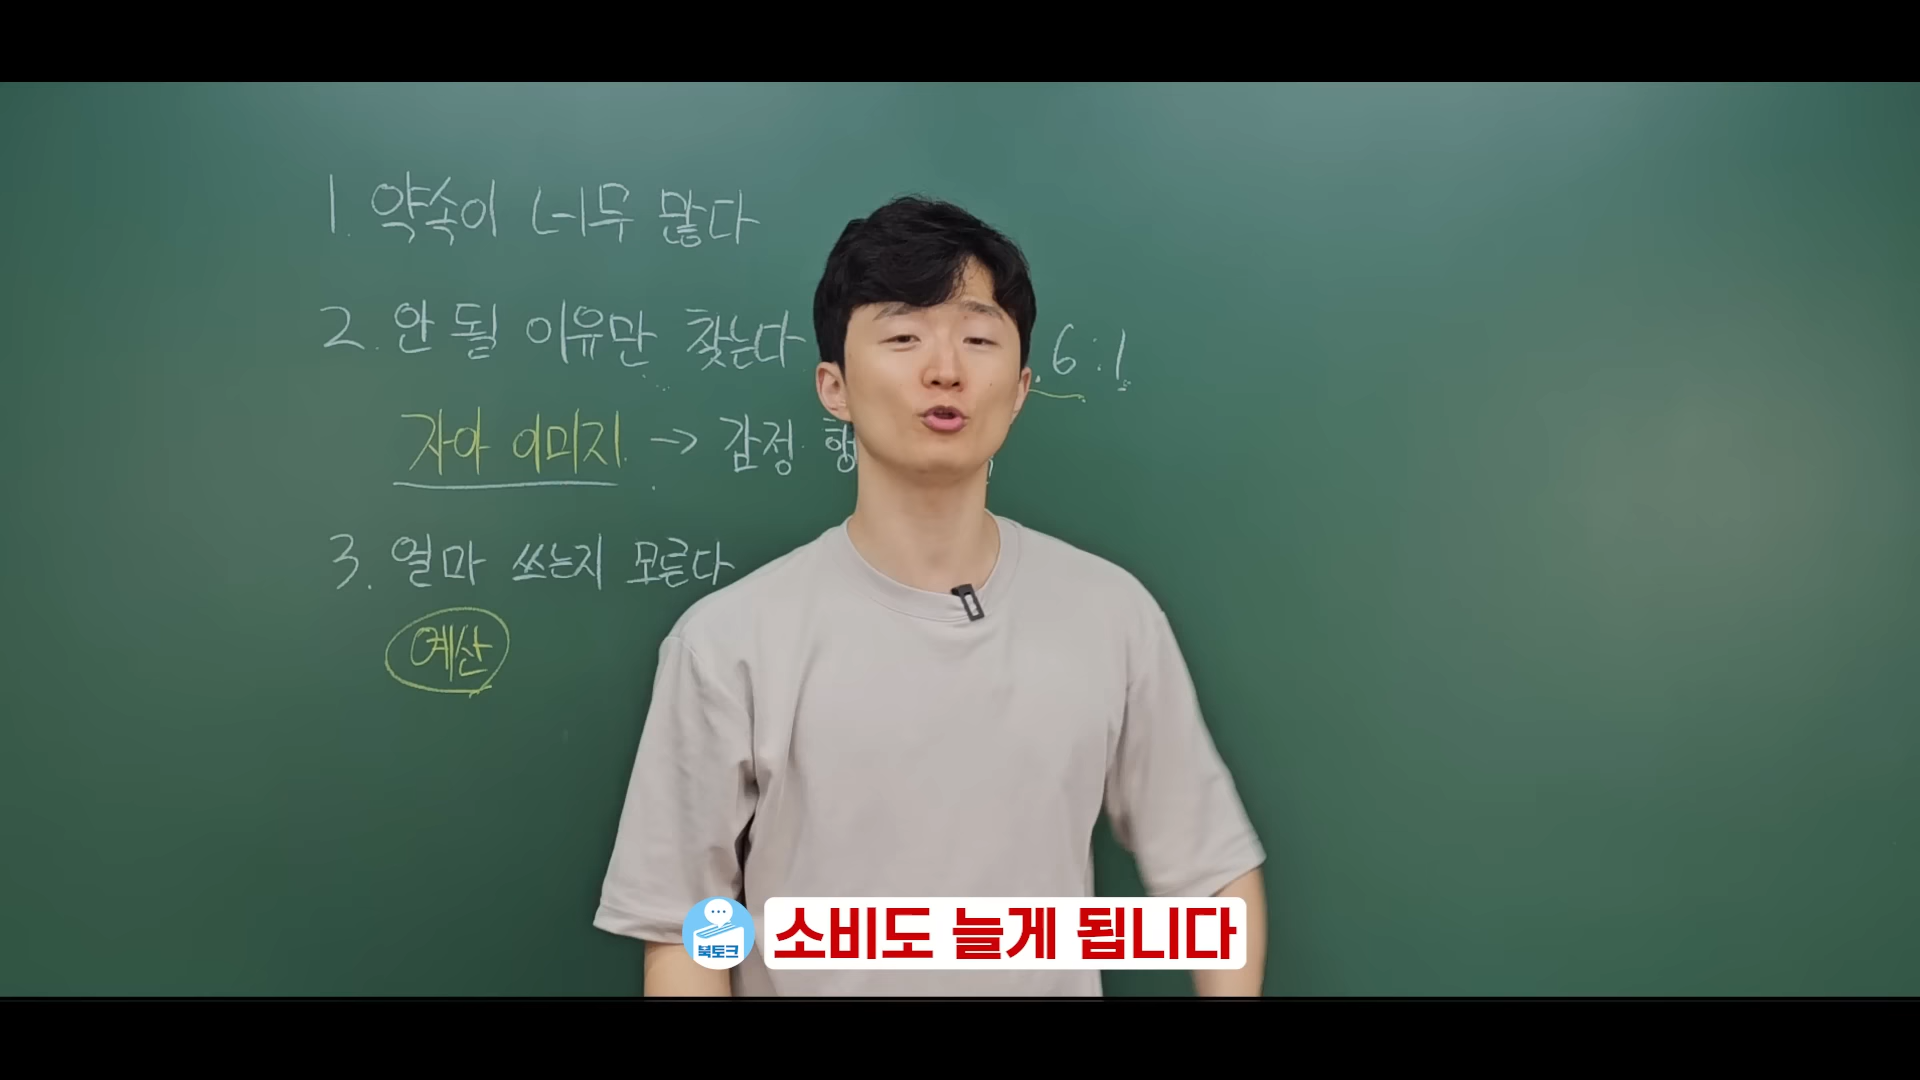 1. 약속이 너무 많다
2. 안 될 이유만 찾는다
.6:1
자아 이미지 → 감정
3. 얼마 쓰는지 모른다
예산
북토크
소비도 늘게 됩니다